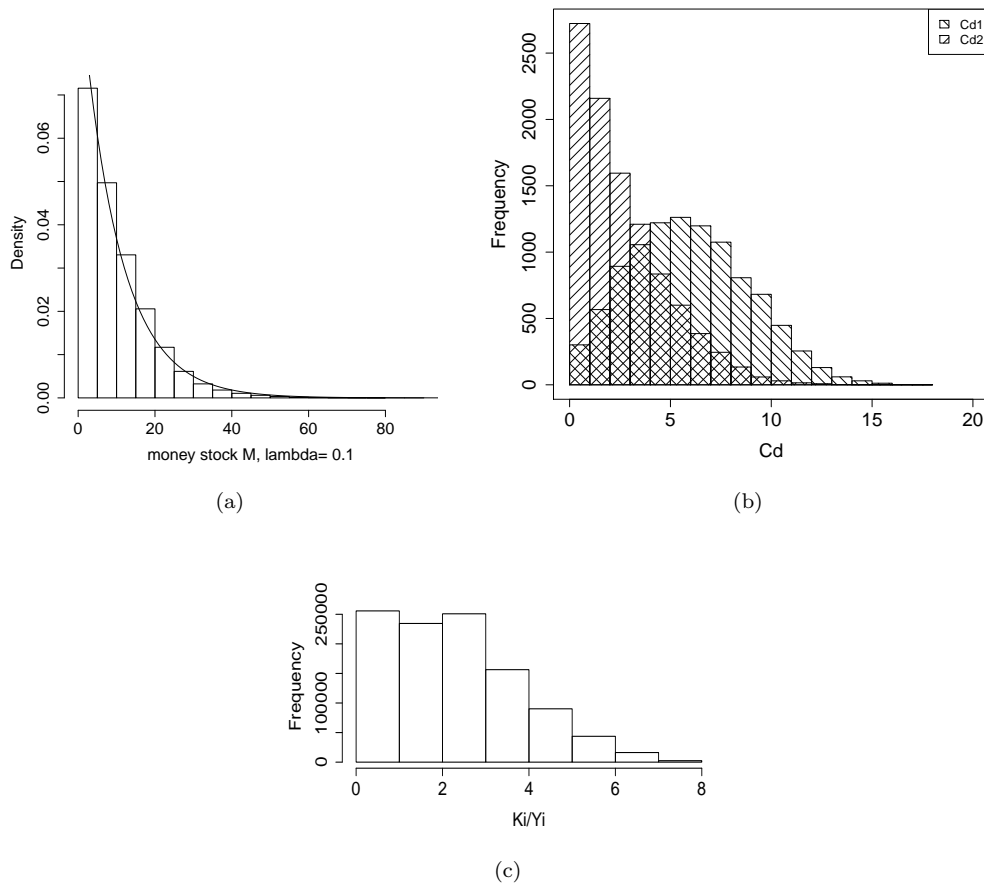 0.00 0.02 0.04 0.06
Density
0 20 40 60 80
money stock M, lambda= 0.1
(a)
Cd1
Cd2
0 500 1000 1500 2000 2500
Frequency
0 5 10 15 20
Cd
(b)
0 100000 250000
Frequency
0 2 4 6 8
Ki/Yi
(c)